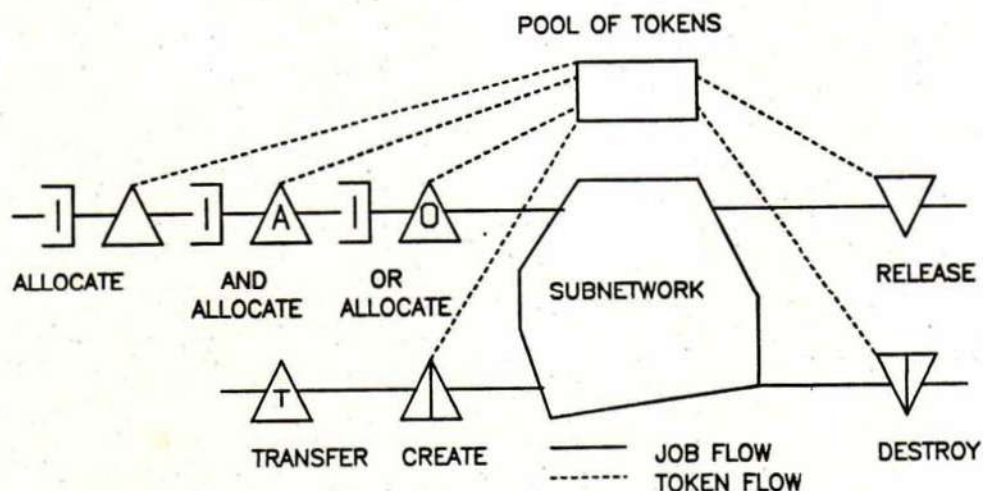 POOL OF TOKENS
A
O
ALLOCATE
AND
ALLOCATE
OR
ALLOCATE
SUBNETWORK
RELEASE
T
TRANSFER
CREATE
JOB FLOW
TOKEN FLOW
DESTROY